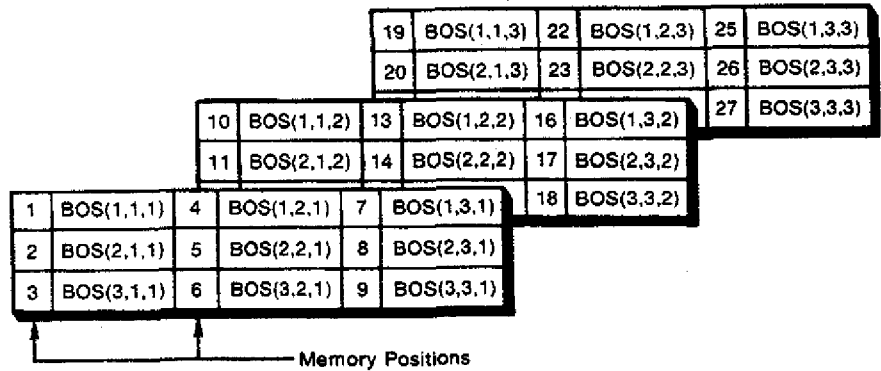 19 BOS(1,1,3) 22 BOS(1,2,3) 25 BOS(1,3,3)
20 BOS(2,1,3) 23 BOS(2,2,3) 26 BOS(2,3,3)
27 BOS(3,3,3)
10 BOS(1,1,2) 13 BOS(1,2,2) 16 BOS(1,3,2)
11 BOS(2,1,2) 14 BOS(2,2,2) 17 BOS(2,3,2)
18 BOS(3,3,2)
1 BOS(1,1,1) 4 BOS(1,2,1) 7 BOS(1,3,1)
2 BOS(2,1,1) 5 BOS(2,2,1) 8 BOS(2,3,1)
3 BOS(3,1,1) 6 BOS(3,2,1) 9 BOS(3,3,1)
Memory Positions